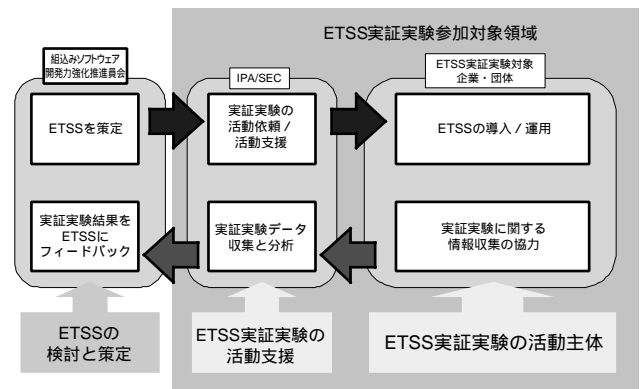 ETSS実証実験参加対象領域
組込みソフトウェア
開発力強化推進員会
IPA/SEC
ETSS実証実験対象
企業・団体
ETSSを策定
実証実験の
活動依頼 /
活動支援
ETSSの導入 / 運用
実証実験結果を
ETSSに
フィードバック
実証実験データ
収集と分析
実証実験に関する
情報収集の協力
ETSSの
検討と策定
ETSS実証実験の
活動支援
ETSS実証実験の活動主体